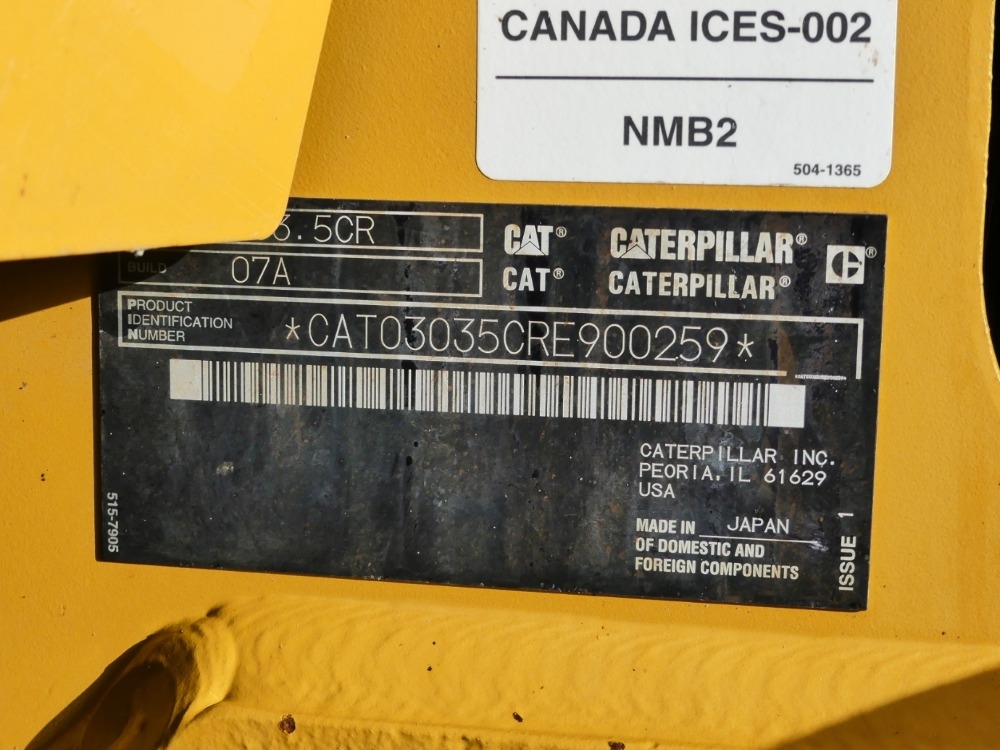 CANADA ICES-002
NMB2
504-1365
3.5CR
BUILD 07A
CAT® CATERPILLAR®
CAT® CATERPILLAR®
PRODUCT
IDENTIFICATION
NUMBER
*CAT03035CRE900259*
CATERPILLAR INC.
PEORIA, IL 61629
USA
MADE IN JAPAN
OF DOMESTIC AND
FOREIGN COMPONENTS
515-7905
ISSUE 1